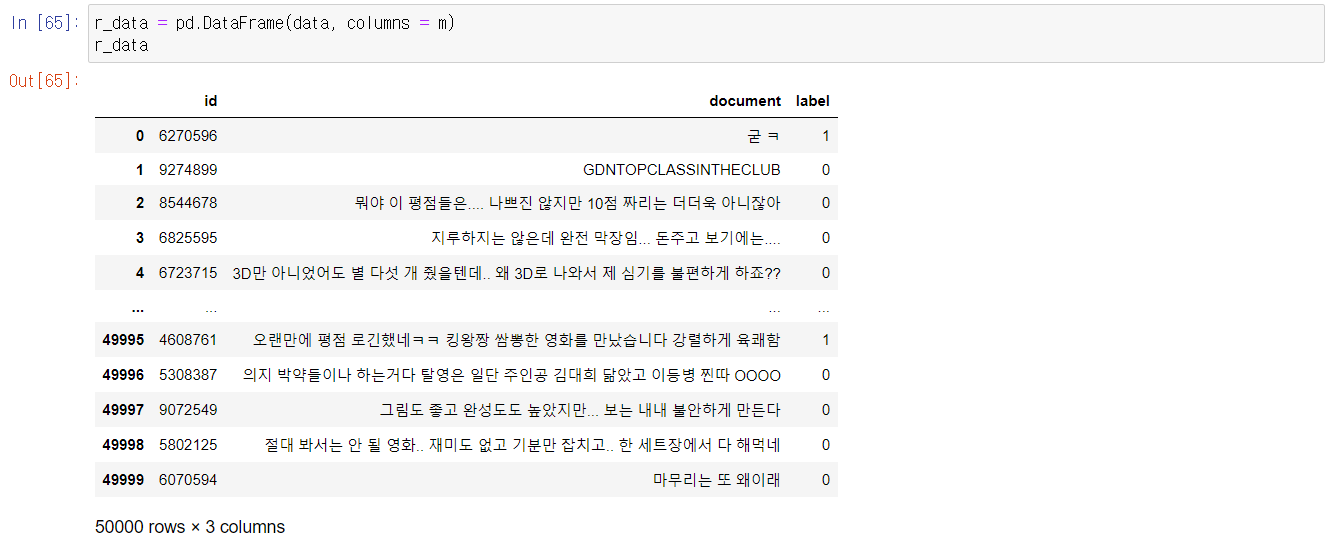 In [65]: r_data = pd.DataFrame(data, columns = m)
r_data
Out[65]:
id document label
0 6270596 굳 ㅋ 1
1 9274899 GDNTOPCLASSINTHECLUB 0
2 8544678 뭐야 이 평점들은.... 나쁘진 않지만 10점 짜리는 더더욱 아니잖아 0
3 6825595 지루하지는 않은데 완전 막장임... 돈주고 보기에는.... 0
4 6723715 3D만 아니었어도 별 다섯 개 줬을텐데.. 왜 3D로 나와서 제 심기를 불편하게 하죠?? 0
... ... ... ...
49995 4608761 오랜만에 평점 로긴했네ㅋㅋ 킹왕짱 쌈뽕한 영화를 만났습니다 강렬하게 육쾌함 1
49996 5308387 의지 박약들이나 하는거다 탈영은 일단 주인공 김대희 닮았고 이등병 찐따 OOOO 0
49997 9072549 그림도 좋고 완성도도 높았지만... 보는 내내 불안하게 만든다 0
49998 5802125 절대 봐서는 안 될 영화.. 재미도 없고 기분만 잡치고.. 한 세트장에서 다 해먹네 0
49999 6070594 마무리는 또 왜이래 0
50000 rows × 3 columns